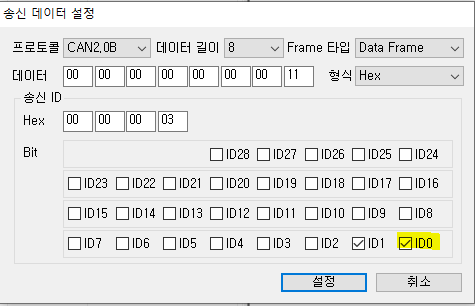 송신 데이터 설정
프로토콜 CAN2,0B 데이터 길이 8 Frame 타입 Data Frame
데이터 00 00 00 00 00 00 00 11 형식 Hex
송신 ID
Hex 00 00 00 03
Bit ID28 ID27 ID26 ID25 ID24
ID23 ID22 ID21 ID20 ID19 ID18 ID17 ID16
ID15 ID14 ID13 ID12 ID11 ID10 ID9 ID8
ID7 ID6 ID5 ID4 ID3 ID2 ID1 ID0
설정 취소